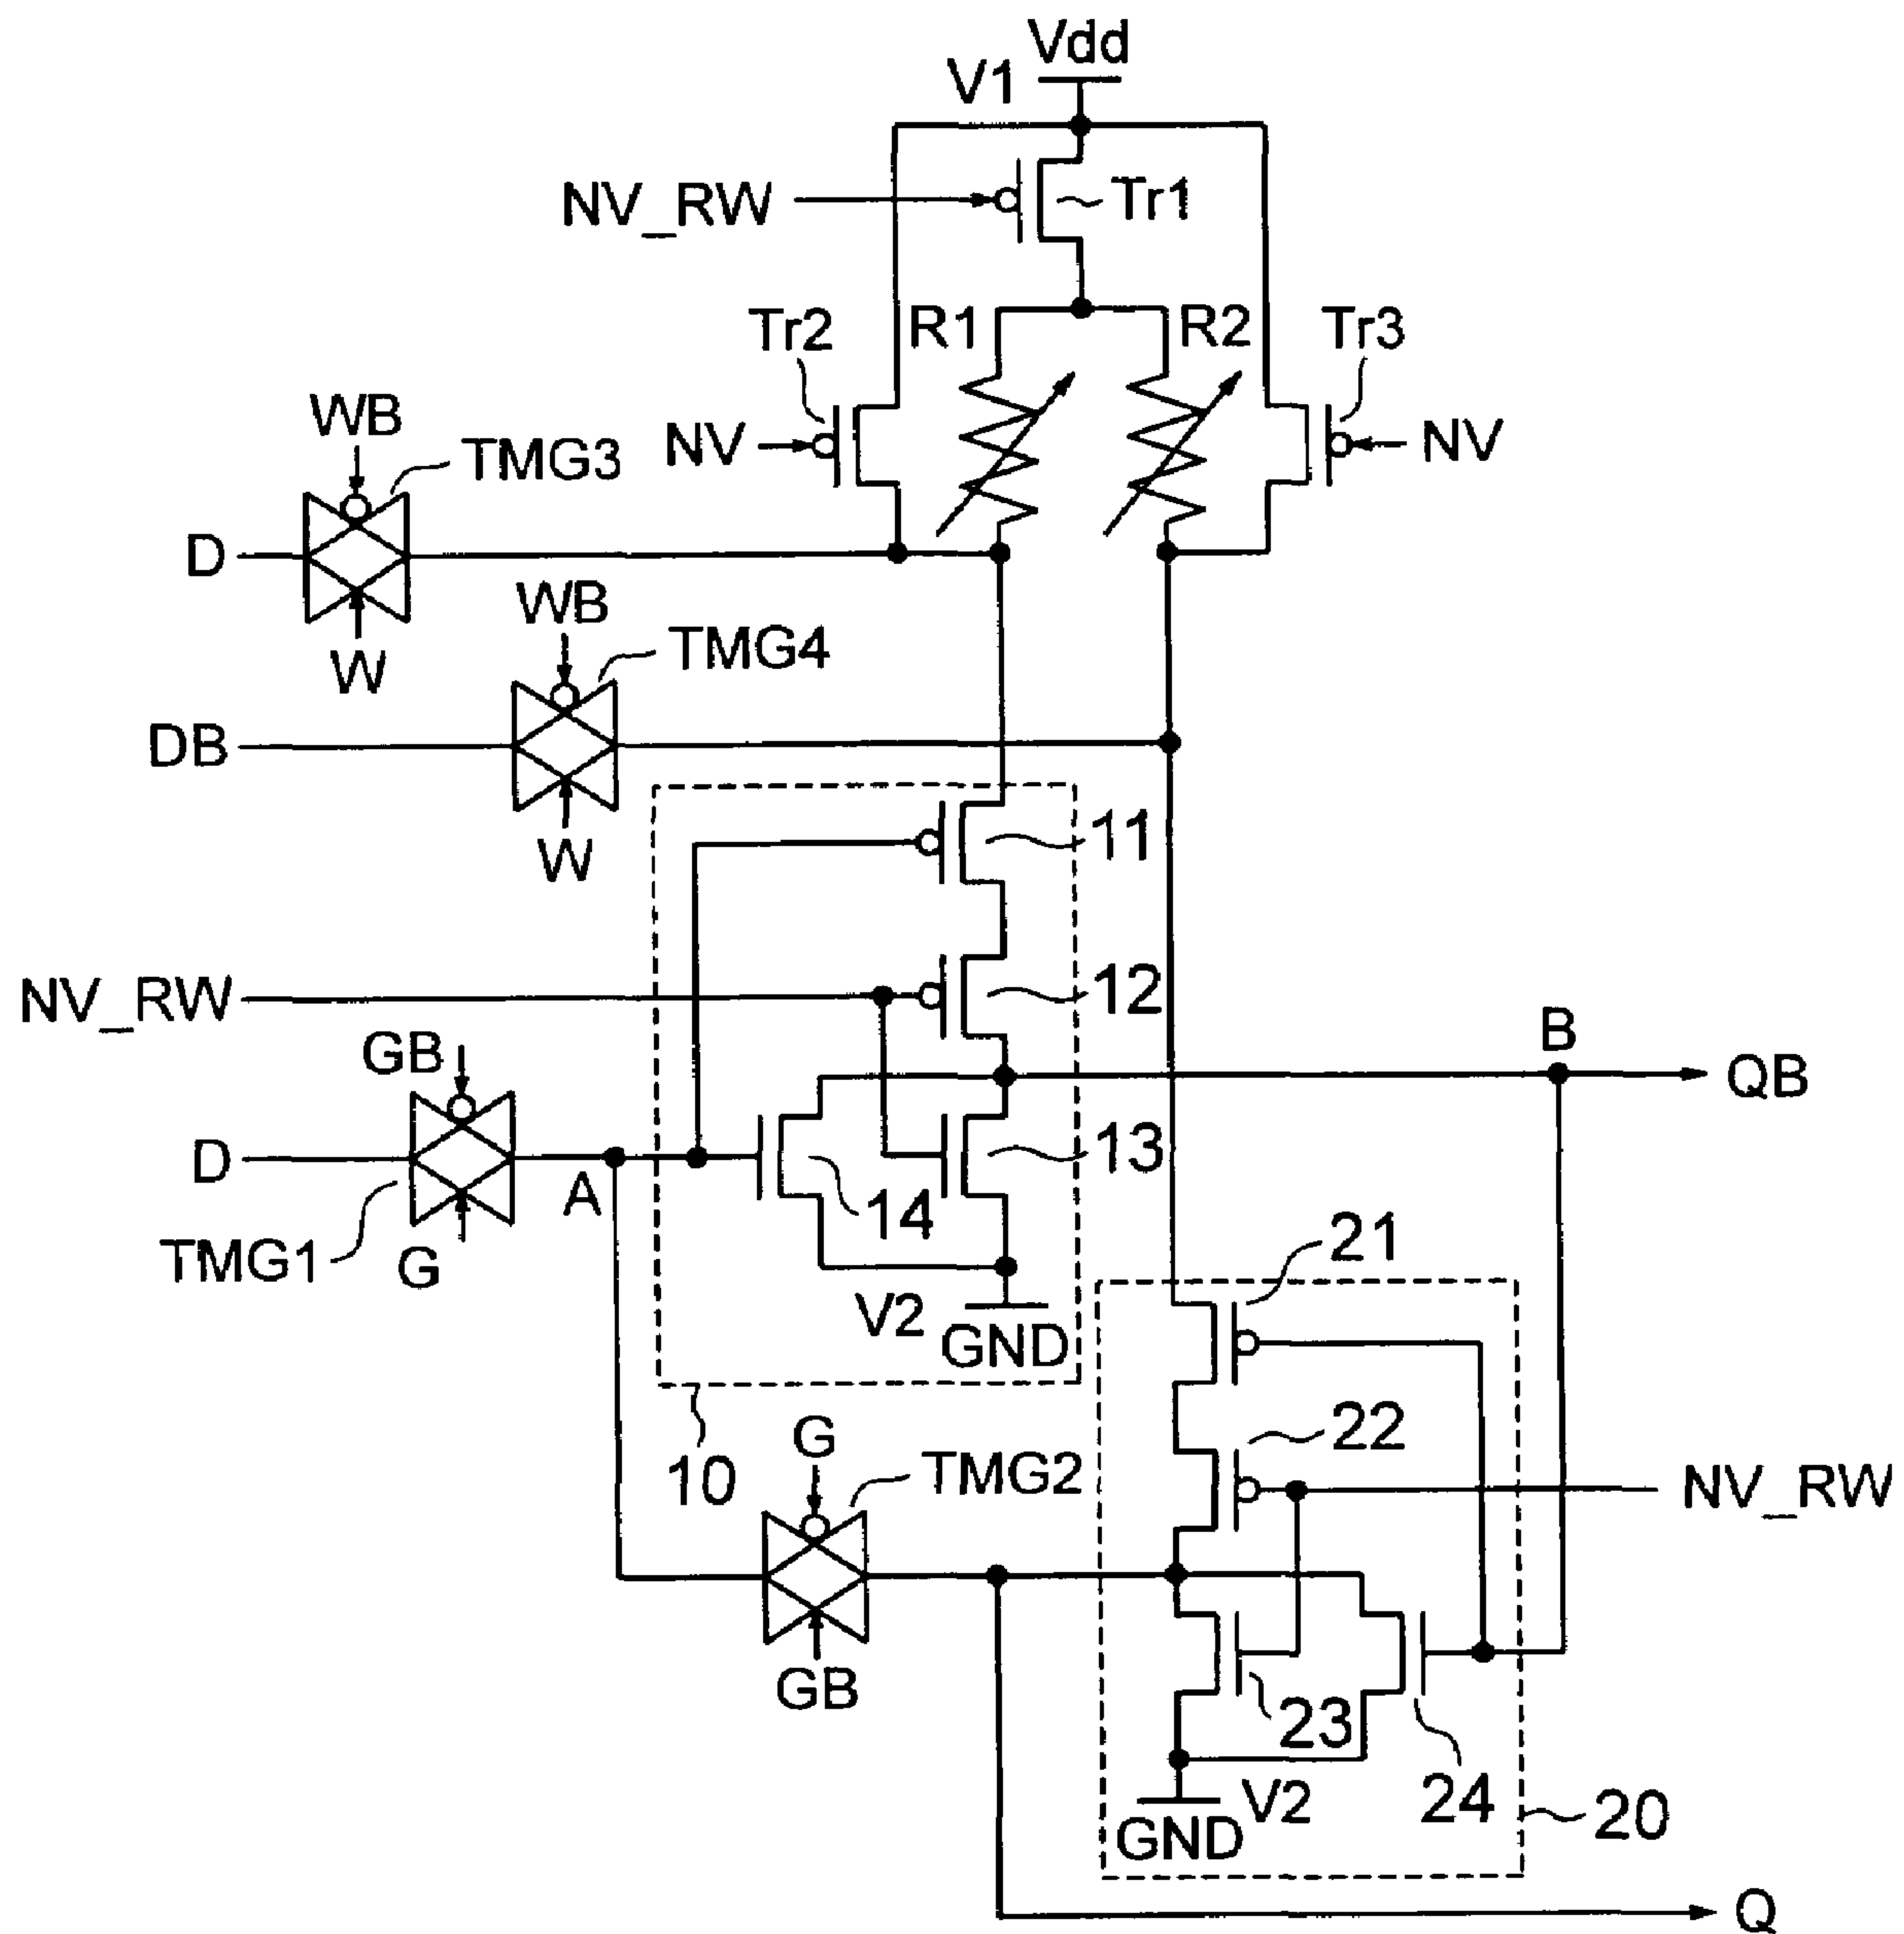 Vdd
V1
NV_RW
Tr1
Tr2
R1
R2
Tr3
WB
TMG3
NV
NV
D
WB
W
TMG4
DB
W
11
NV_RW
12
GB
B
QB
D
A
13
14
TMG1
G
21
V2
GND
G
22
10
TMG2
NV_RW
GB
23
V2
24
20
GND
Q